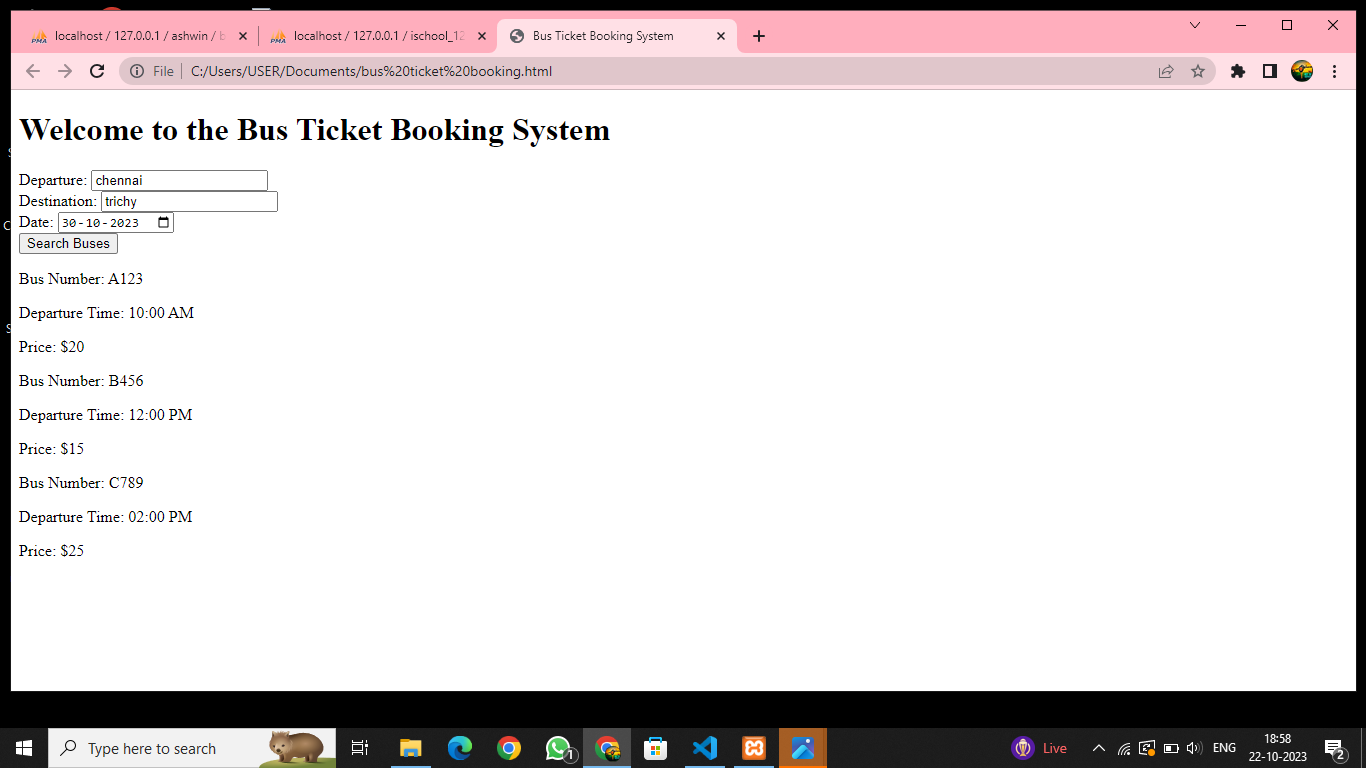 localhost / 127.0.0.1 / ashwin / b
localhost / 127.0.0.1 / ischool_12
Bus Ticket Booking System
File
C:/Users/USER/Documents/bus%20ticket%20booking.html
Welcome to the Bus Ticket Booking System
Departure: chennai
Destination: trichy
Date: 30-10-2023
Search Buses
Bus Number: A123
Departure Time: 10:00 AM
Price: $20
Bus Number: B456
Departure Time: 12:00 PM
Price: $15
Bus Number: C789
Departure Time: 02:00 PM
Price: $25
Type here to search
1
Live
ENG
18:58
22-10-2023
2